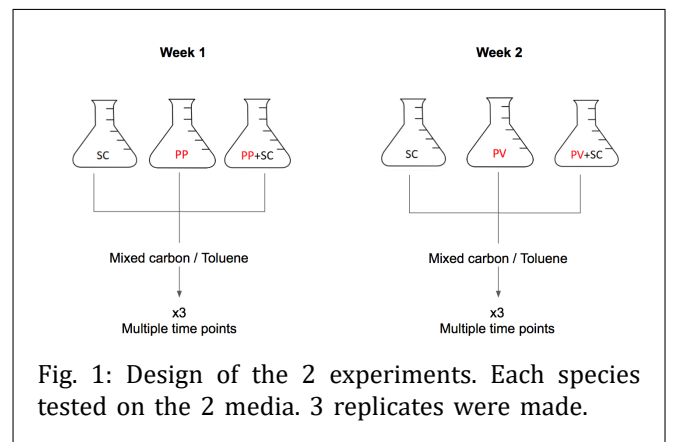 Week 1
Week 2
SC
PP
PP+SC
SC
PV
PV+SC
Mixed carbon / Toluene
Mixed carbon / Toluene
x3
Multiple time points
x3
Multiple time points
Fig. 1: Design of the 2 experiments. Each species
tested on the 2 media. 3 replicates were made.